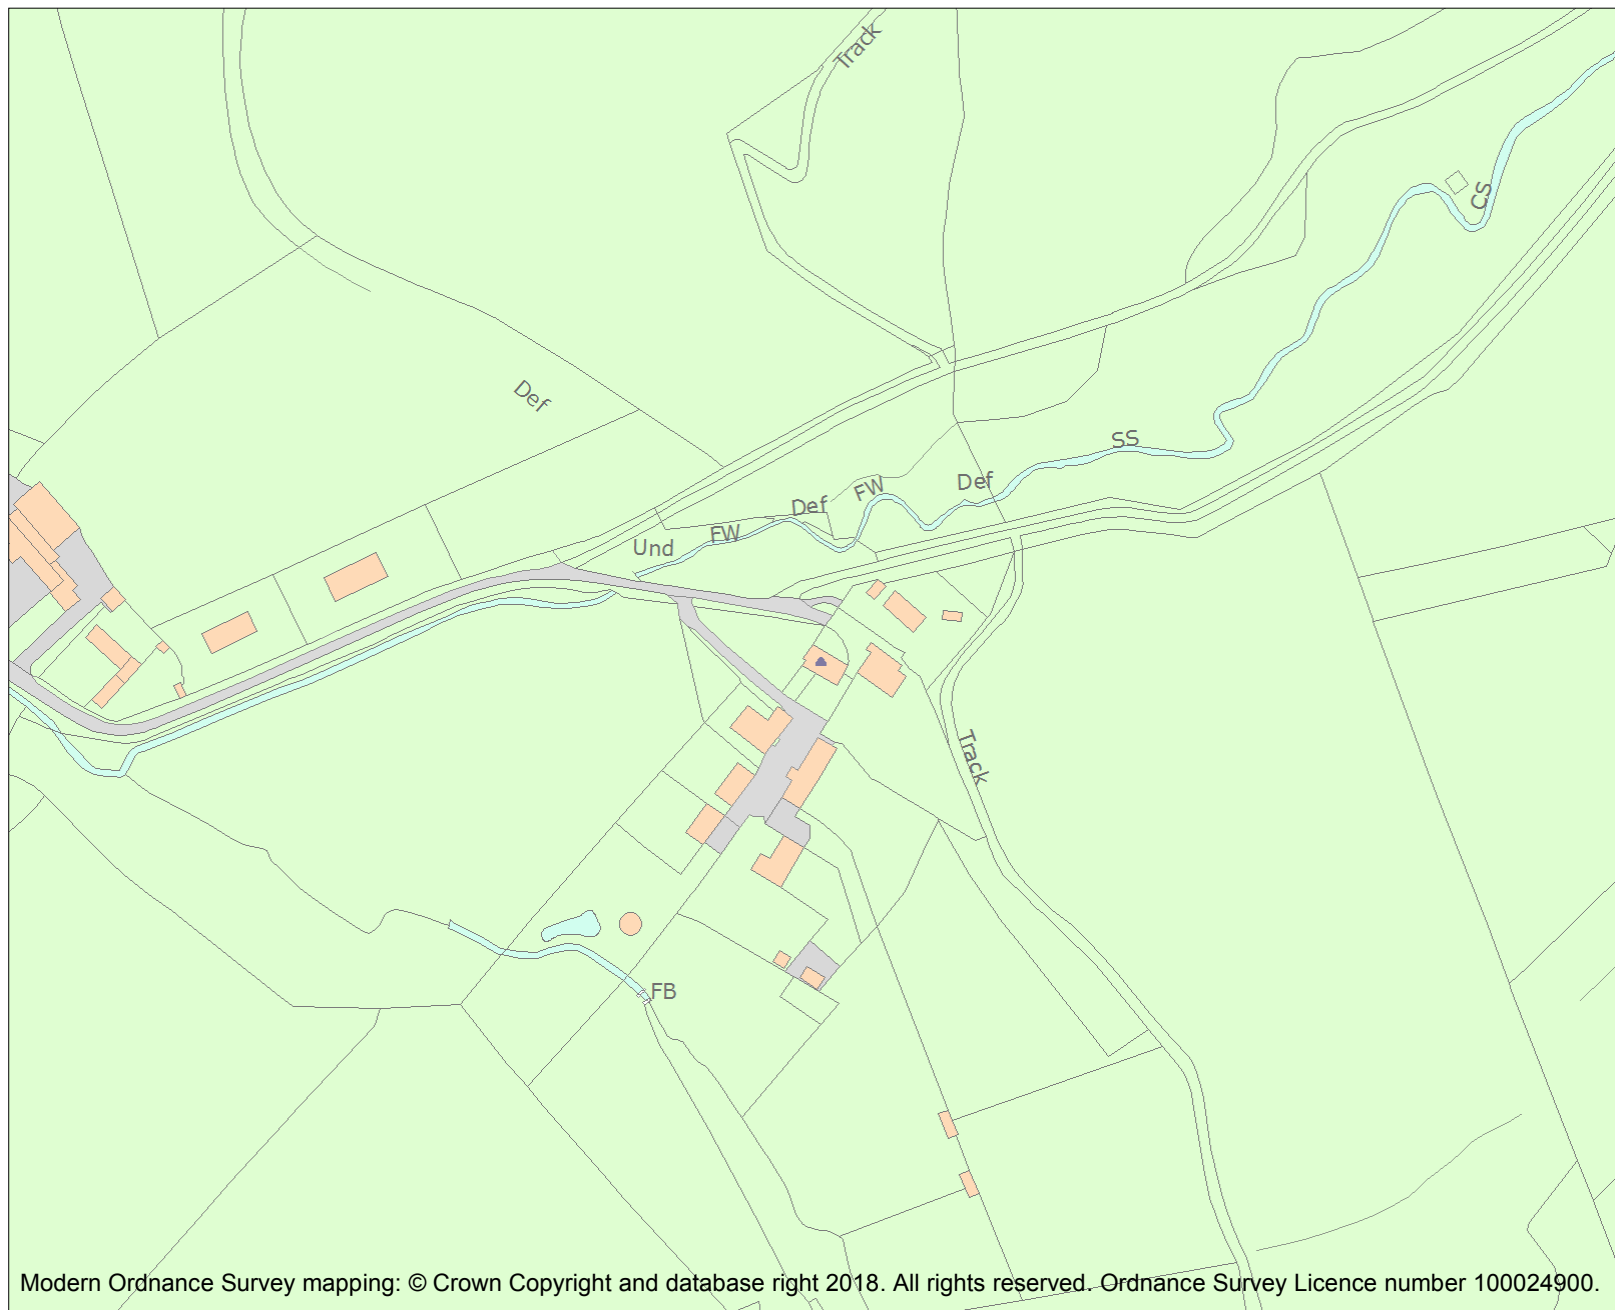 Track
CS
Def
SS
Def
FW
Def
FW
Und
Track
FB
Modern Ordnance Survey mapping: © Crown Copyright and database right 2018. All rights reserved. Ordnance Survey Licence number 100024900.